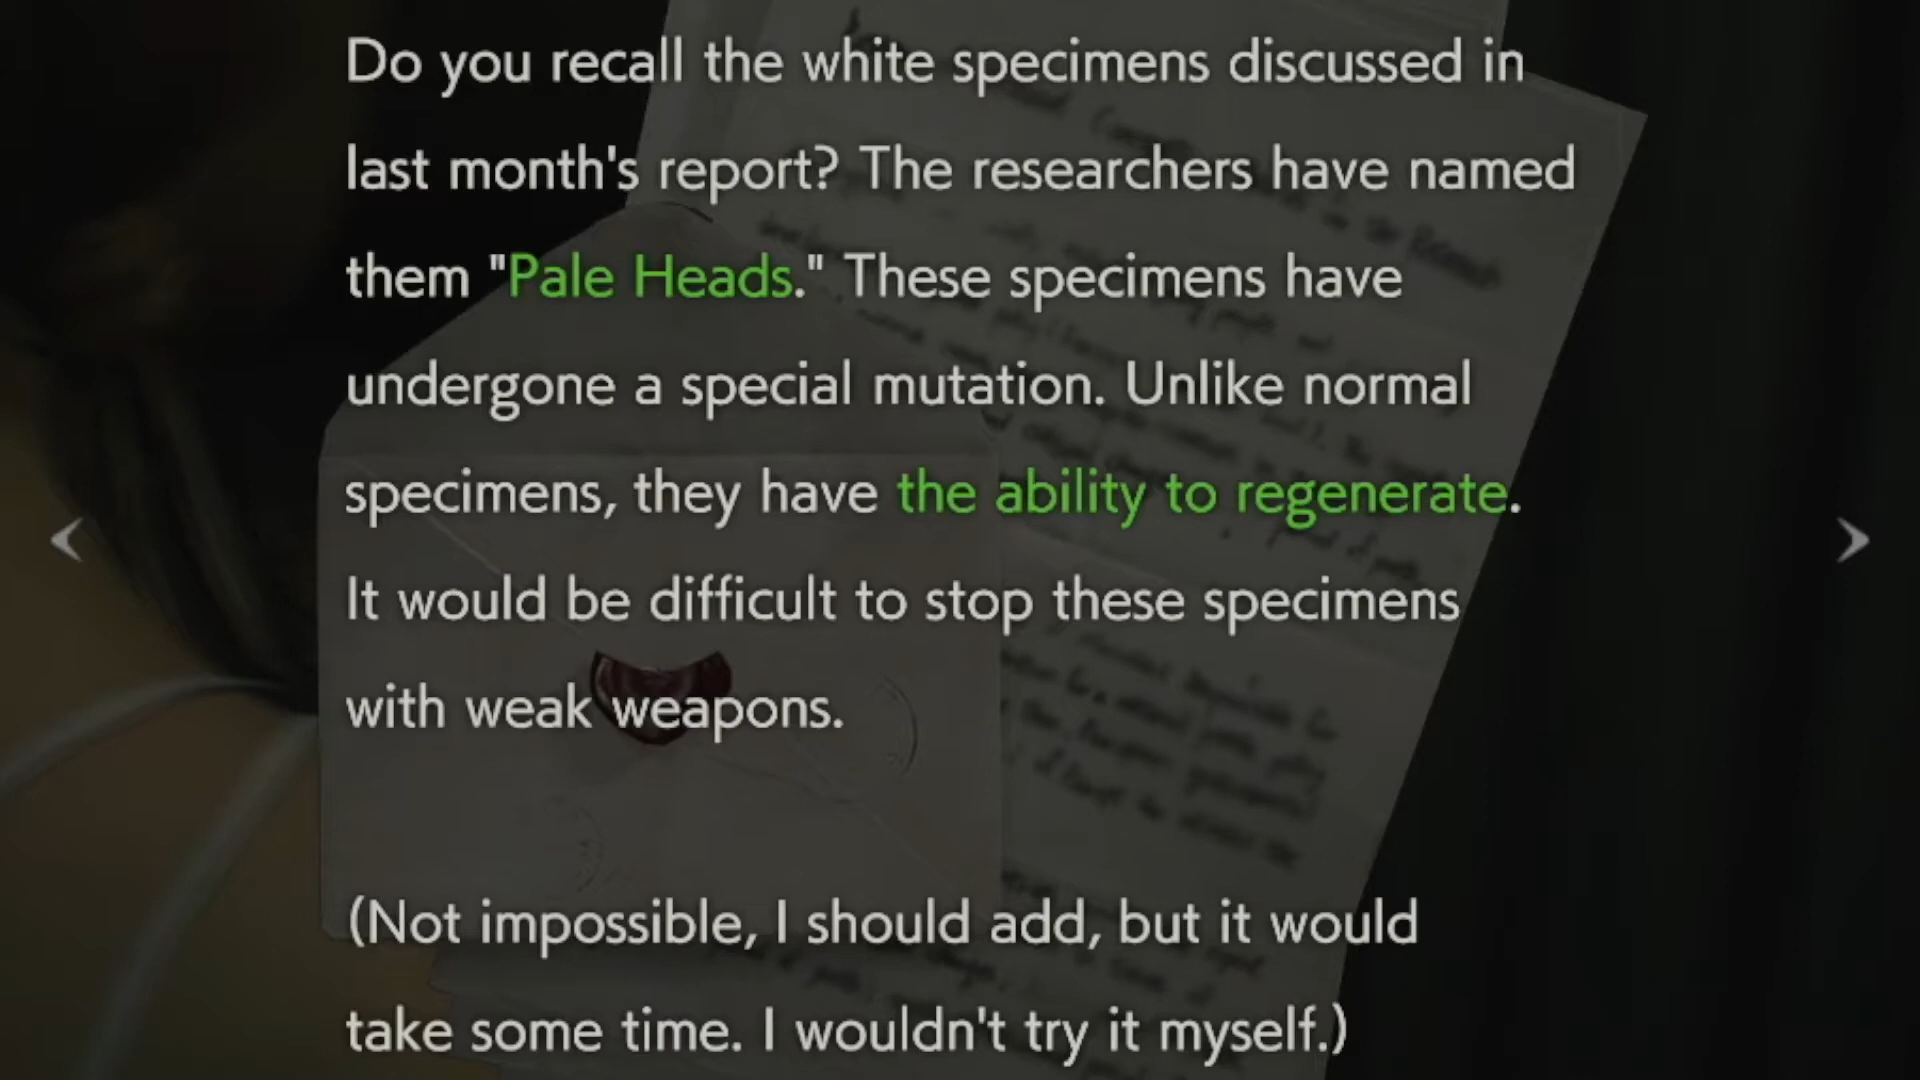 Do you recall the white specimens discussed in
last month's report? The researchers have named
them "Pale Heads." These specimens have
undergone a special mutation. Unlike normal
specimens, they have the ability to regenerate.
It would be difficult to stop these specimens
with weak weapons.
(Not impossible, I should add, but it would
take some time. I wouldn't try it myself.)